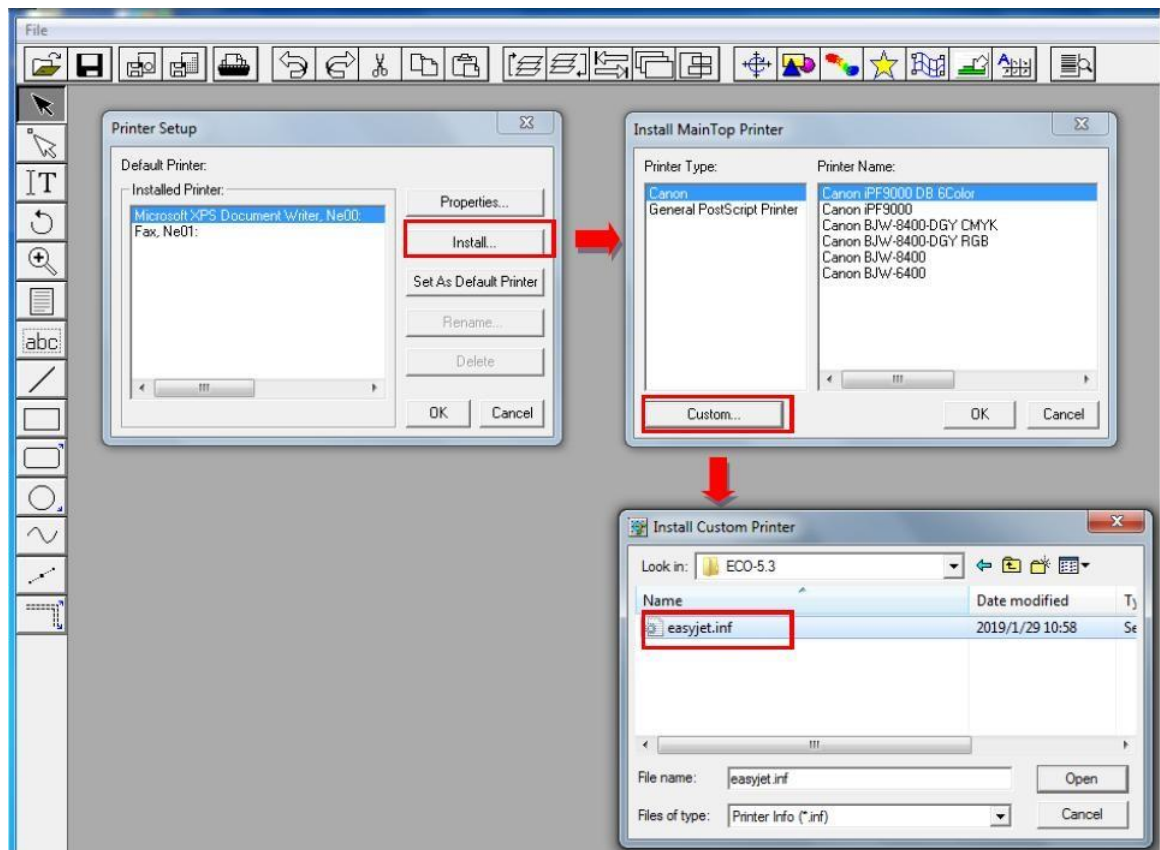 File
T
abc
Printer Setup
Default Printer:
Installed Printer:
Microsoft XPS Document Writer, Ne00:
Fax, Ne01:
Properties...
Install...
Set As Default Printer
Rename...
Delete
OK
Cancel
Install MainTop Printer
Printer Type:
Canon
General PostScript Printer
Printer Name:
Canon iPF9000 DB 6Color
Canon iPF9000
Canon BJW-8400-DGY CMYK
Canon BJW-8400-DGY RGB
Canon BJW-8400
Canon BJW-6400
Custom...
OK
Cancel
Install Custom Printer
Look in: ECO-5.3
Name Date modified Ty
easyjet.inf 2019/1/29 10:58 Se
File name: easyjet.inf Open
Files of type: Printer Info (*.inf) Cancel